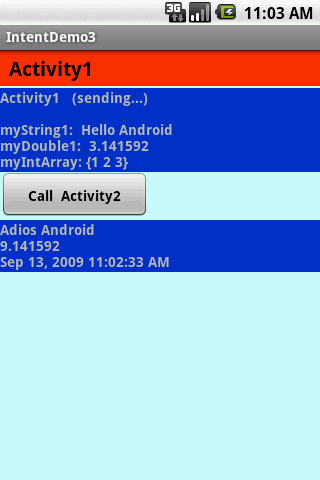 3G 11:03 AM
IntentDemo3
Activity1
Activity1 (sending...)
myString1: Hello Android
myDouble1: 3.141592
myIntArray: {1 2 3}
Call Activity2
Adios Android
9.141592
Sep 13, 2009 11:02:33 AM